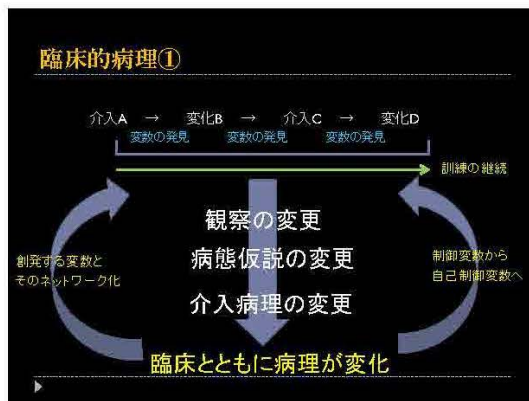 臨床的病理①
介入A → 変化B → 介入C → 変化D
変数の発見 変数の発見 変数の発見
訓練の継続
観察の変更
病態仮説の変更
介入病理の変更
創発する変数と
そのネットワーク化
制御変数から
自己制御変数へ
臨床とともに病理が変化